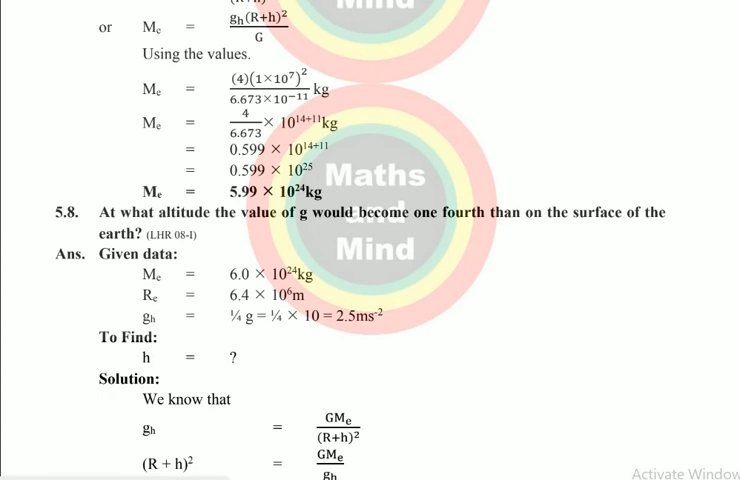 Mind
or Me = gh(R+h)²/G
Using the values.
Me = (4)(1×10⁷)²/6.673×10⁻¹¹ kg
Me = 4/6.673 × 10¹⁴⁺¹¹kg
= 0.599 × 10¹⁴⁺¹¹
= 0.599 × 10²⁵
Me = 5.99 × 10²⁴kg
Maths
and
Mind
5.8. At what altitude the value of g would become one fourth than on the surface of the
earth? (LHR 08-I)
Ans. Given data:
Me = 6.0 × 10²⁴kg
Re = 6.4 × 10⁶m
gh = ¼ g = ¼ × 10 = 2.5ms⁻²
To Find:
h = ?
Solution:
We know that
gh = GMe/(R+h)²
(R + h)² = GMe/gh
Activate Window